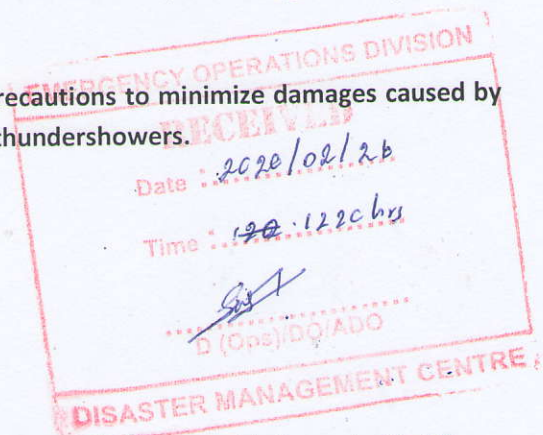 EMERGENCY OPERATIONS DIVISION
recautions to minimize damages caused by
thundershowers.
RECEIVED
Date : 2020/02/26
Time : 120 . 1220 hrs
D (Ops)/DO/ADO
DISASTER MANAGEMENT CENTRE